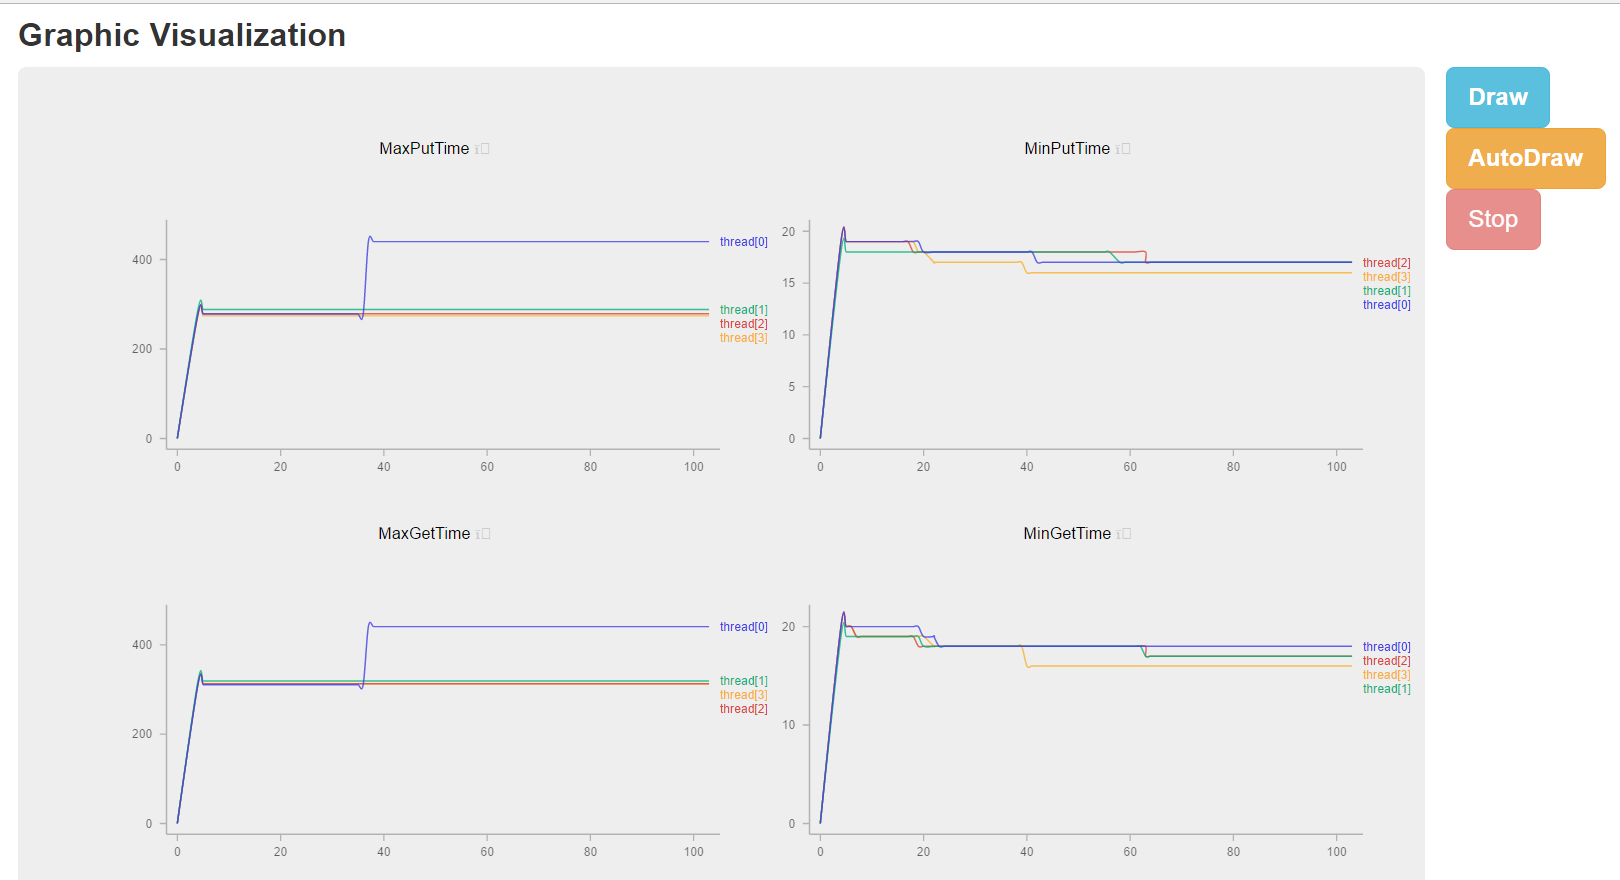 Graphic Visualization
Draw
AutoDraw
Stop
MaxPutTime
400
200
0
0 20 40 60 80 100
thread[0]
thread[1]
thread[2]
thread[3]
MinPutTime
20
15
10
5
0
0 20 40 60 80 100
thread[2]
thread[3]
thread[1]
thread[0]
MaxGetTime
400
200
0
0 20 40 60 80 100
thread[0]
thread[1]
thread[3]
thread[2]
MinGetTime
20
10
0
0 20 40 60 80 100
thread[0]
thread[2]
thread[3]
thread[1]